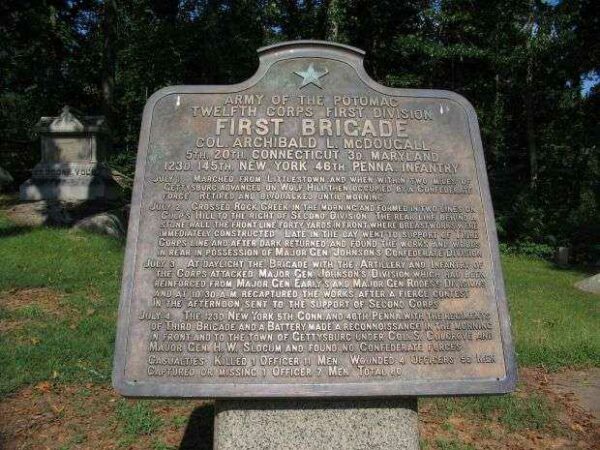 ARMY OF THE POTOMAC
TWELFTH CORPS FIRST DIVISION
FIRST BRIGADE
COL. ARCHIBALD L. MCDOUGALL
5TH, 20TH, CONNECTICUT 3D MARYLAND
123D, 145TH, NEW YORK 46TH PENNA. INFANTRY
JULY 1 MARCHED FROM LITTLESTOWN AND WHEN WITHIN TWO MILES OF
GETTYSBURG ADVANCED ON WOLF HILL THEN OCCUPIED BY A CONFEDERATE
FORCE RETIRED AND BIVOUACKED UNTIL MORNING
JULY 2 CROSSED ROCK CREEK IN THE MORNING AND FORMED IN TWO LINES ON
CULP'S HILL TO THE RIGHT OF SECOND DIVISION THE REAR LINE BEHIND A
STONE WALL THE FRONT LINE FORTY YARDS IN FRONT WHERE BREASTWORKS WERE
IMMEDIATELY CONSTRUCTED LATE IN THE DAY WENT TO SUPPORT OF THIRD
CORPS LINE AND AFTER DARK RETURNED AND FOUND THE WORKS AND WOODS
IN REAR IN POSSESSION OF MAJOR GEN. JOHNSON'S CONFEDERATE DIVISION
JULY 3 AT DAYLIGHT THE BRIGADE WITH THE ARTILLERY AND INFANTRY OF
THE CORPS ATTACKED MAJOR GEN. JOHNSON'S DIVISION WHICH HAD BEEN
REINFORCED FROM MAJOR GEN. EARLY'S AND MAJOR GEN. RODES'S DIVISIONS
AND AT 10.30 A.M. RECAPTURED THE WORKS AFTER A FIERCE CONTEST
IN THE AFTERNOON SENT TO THE SUPPORT OF SECOND CORPS
JULY 4 THE 123D NEW YORK 5TH CONN. AND 46TH PENNA. WITH TWO REGIMENTS
OF THIRD BRIGADE AND A BATTERY MADE A RECONNOISSANCE IN THE MORNING
IN FRONT AND TO THE TOWN OF GETTYSBURG UNDER COL. S. COLGROVE AND
MAJOR GEN. H. W. SLOCUM AND FOUND NO CONFEDERATE FORCES
CASUALTIES KILLED 1 OFFICER 11 MEN WOUNDED 4 OFFICERS 56 MEN
CAPTURED OR MISSING 1 OFFICER 7 MEN TOTAL 80